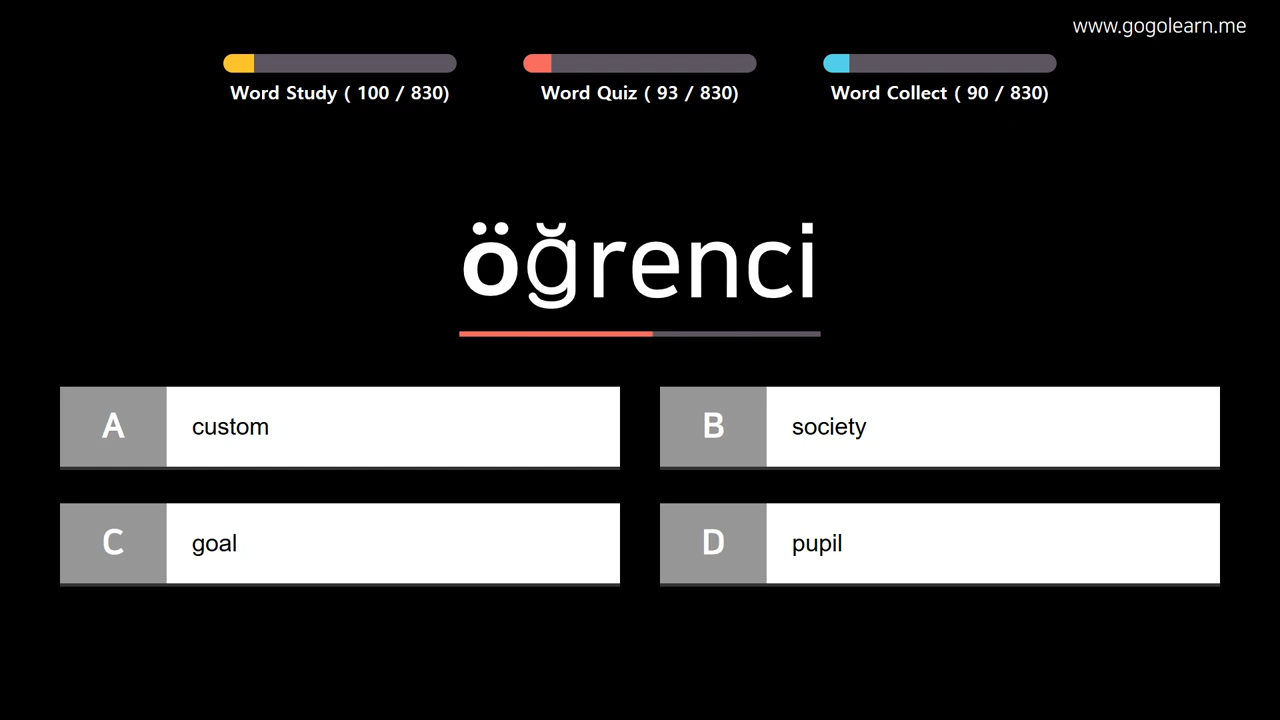 www.gogolearn.me
Word Study ( 100 / 830)
Word Quiz ( 93 / 830)
Word Collect ( 90 / 830)
öğrenci
A custom
B society
C goal
D pupil